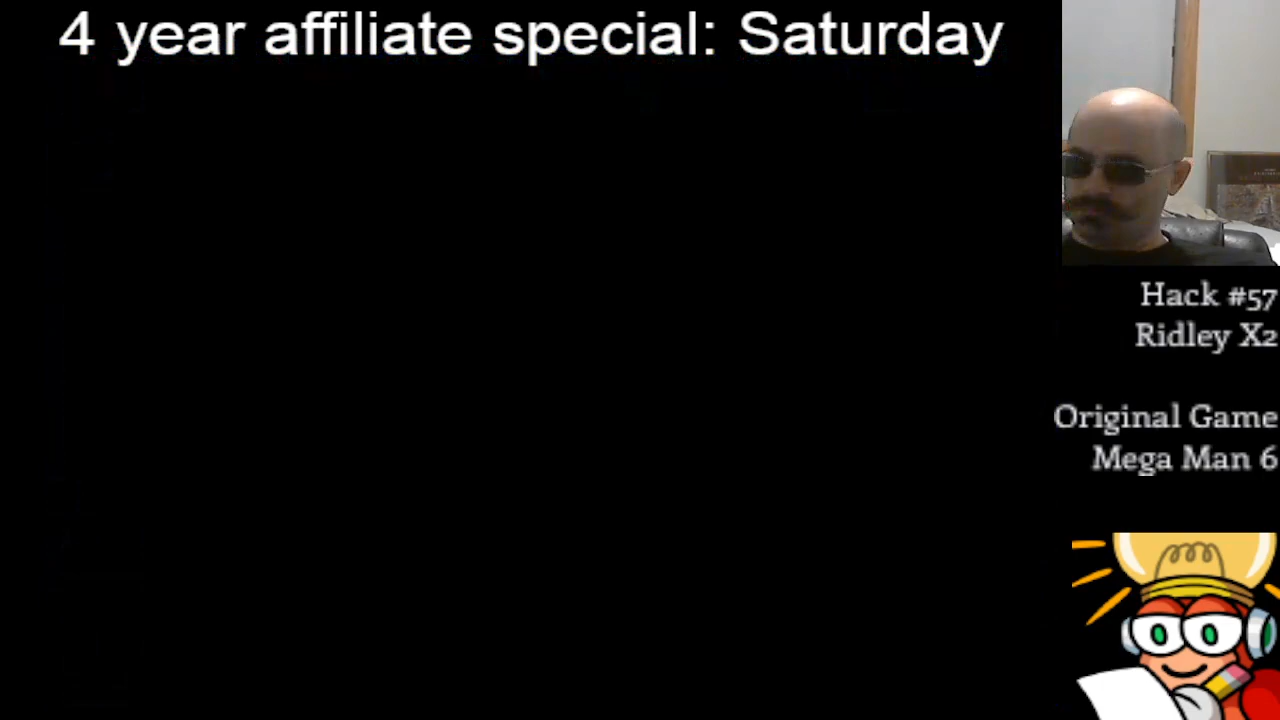 4 year affiliate special: Saturday
Hack #57
Ridley X2
Original Game
Mega Man 6